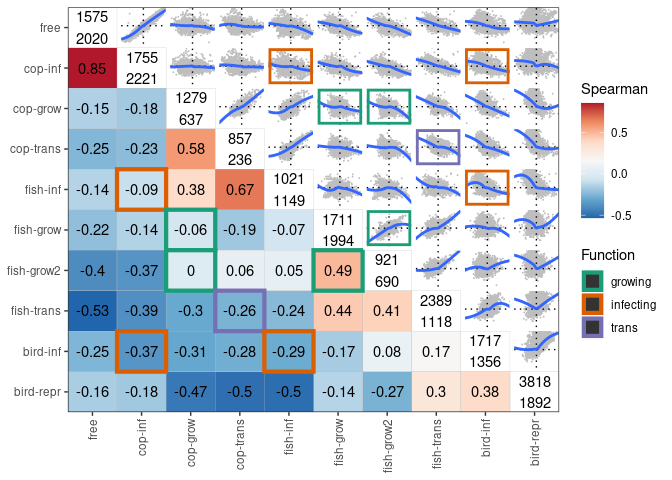 free 1575
2020
cop-inf 0.85 1755
2221
cop-grow -0.15 -0.18 1279
637
cop-trans -0.25 -0.23 0.58 857
236
fish-inf -0.14 -0.09 0.38 0.67 1021
1149
fish-grow -0.22 -0.14 -0.06 -0.19 -0.07 1711
1994
fish-grow2 -0.4 -0.37 0 0.06 0.05 0.49 921
690
fish-trans -0.53 -0.39 -0.3 -0.26 -0.24 0.44 0.41 2389
1118
bird-inf -0.25 -0.37 -0.31 -0.28 -0.29 -0.17 0.08 0.17 1717
1356
bird-repr -0.16 -0.18 -0.47 -0.5 -0.5 -0.14 -0.27 0.3 0.38 3818
1892
free cop-inf cop-grow cop-trans fish-inf fish-grow fish-grow2 fish-trans bird-inf bird-repr
Spearman
0.5
0.0
-0.5
Function
growing
infecting
trans